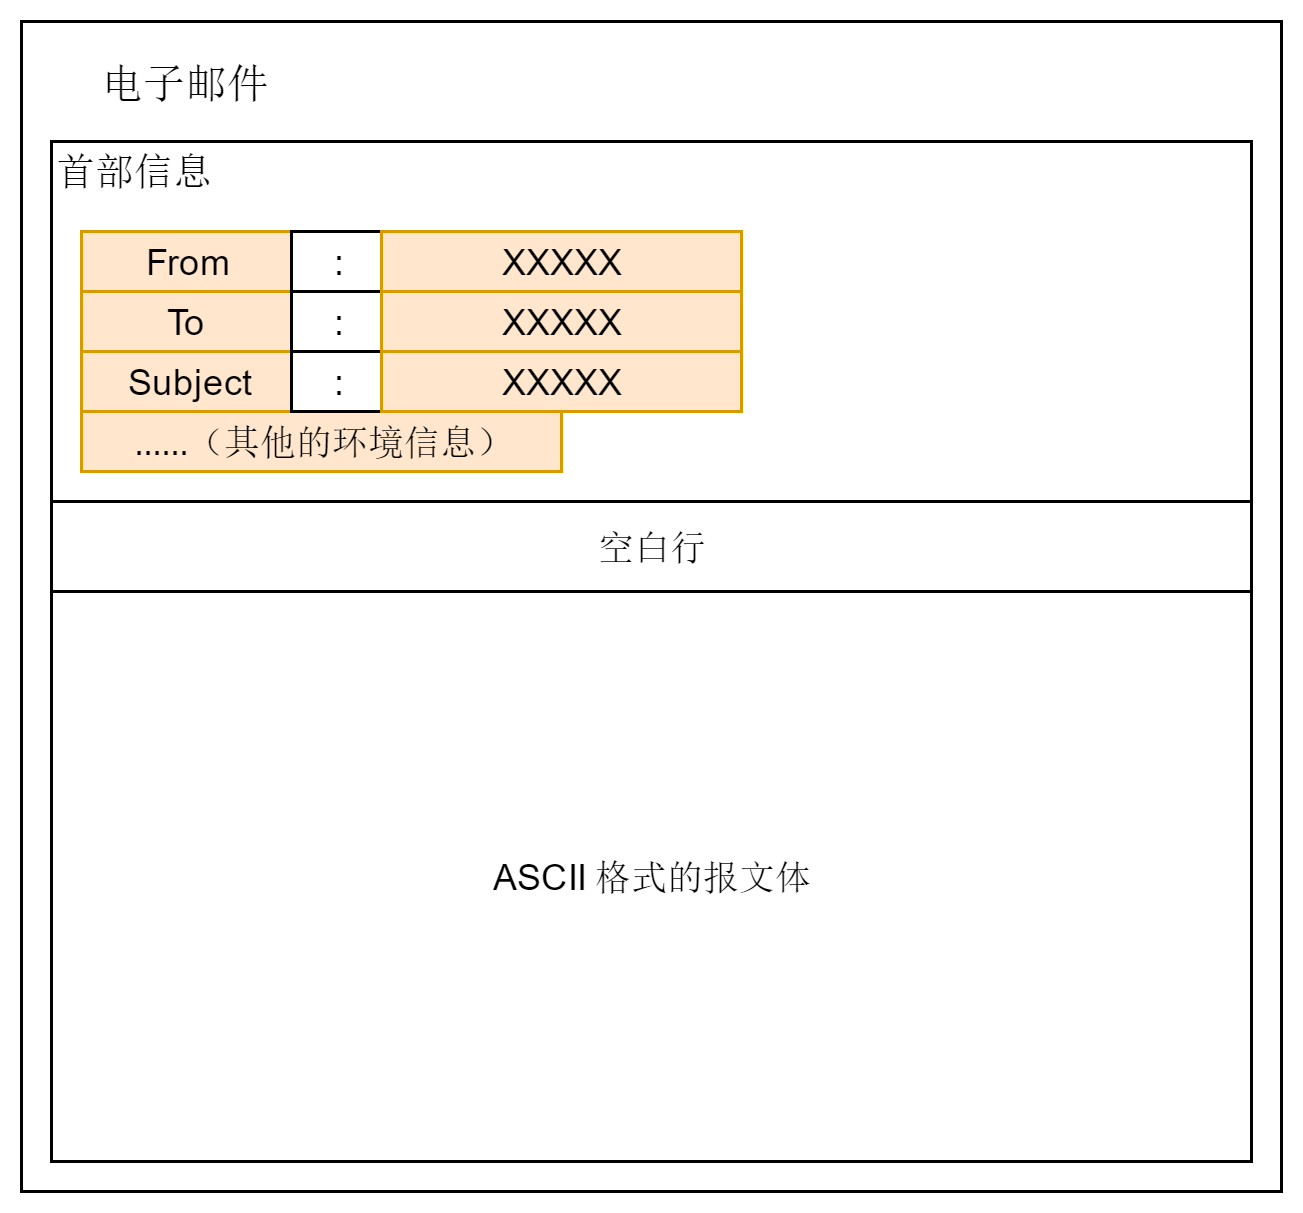 电子邮件
首部信息
From : XXXXX
To : XXXXX
Subject : XXXXX
......（其他的环境信息）
空白行
ASCII 格式的报文体